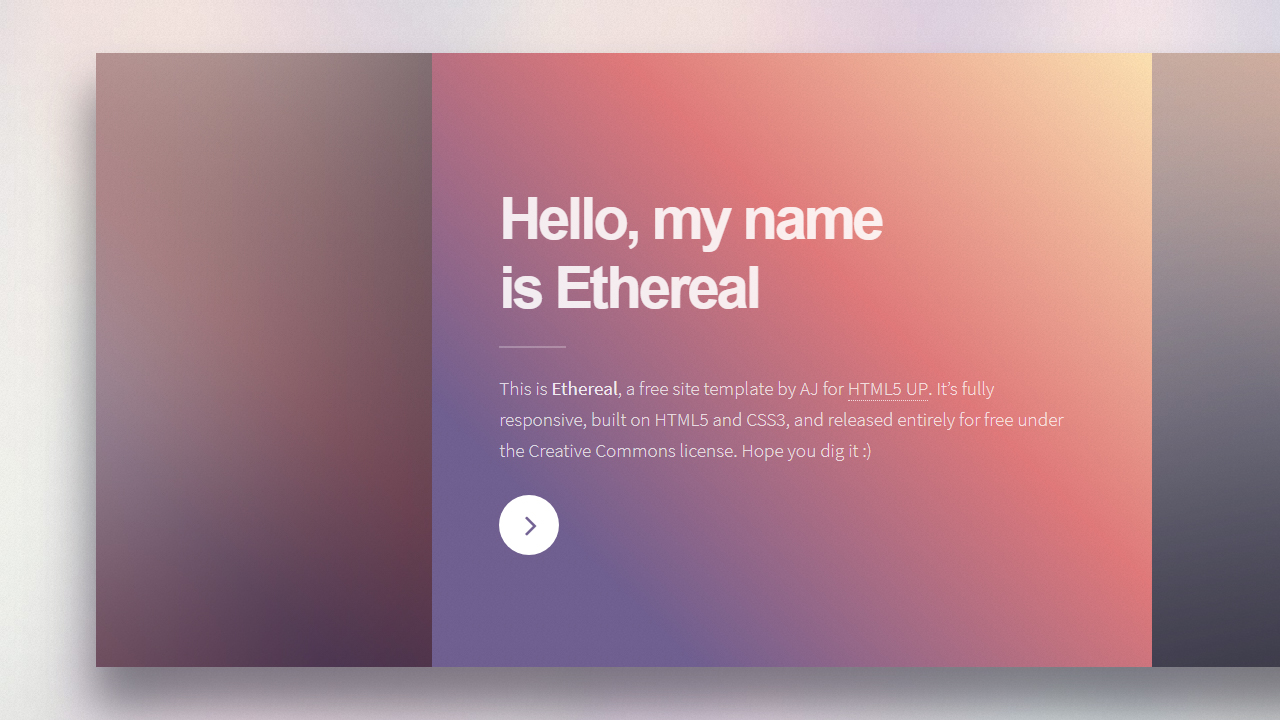 Hello, my name
is Ethereal
This is Ethereal, a free site template by AJ for HTML5 UP. It’s fully
responsive, built on HTML5 and CSS3, and released entirely for free under
the Creative Commons license. Hope you dig it :)